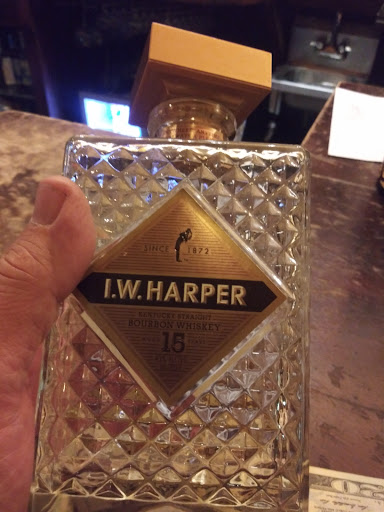 SINCE 1872
I.W. HARPER
KENTUCKY STRAIGHT
BOURBON WHISKEY
15